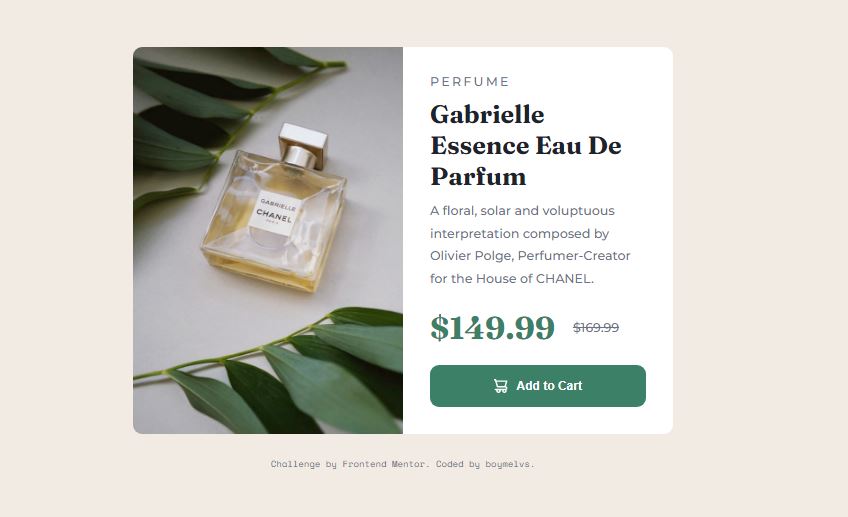 GABRIELLE
CHANEL
PARIS
PERFUME
Gabrielle
Essence Eau De
Parfum
A floral, solar and voluptuous
interpretation composed by
Olivier Polge, Perfumer-Creator
for the House of CHANEL.
$149.99 $169.99
Add to Cart
Challenge by Frontend Mentor. Coded by boymelvs.